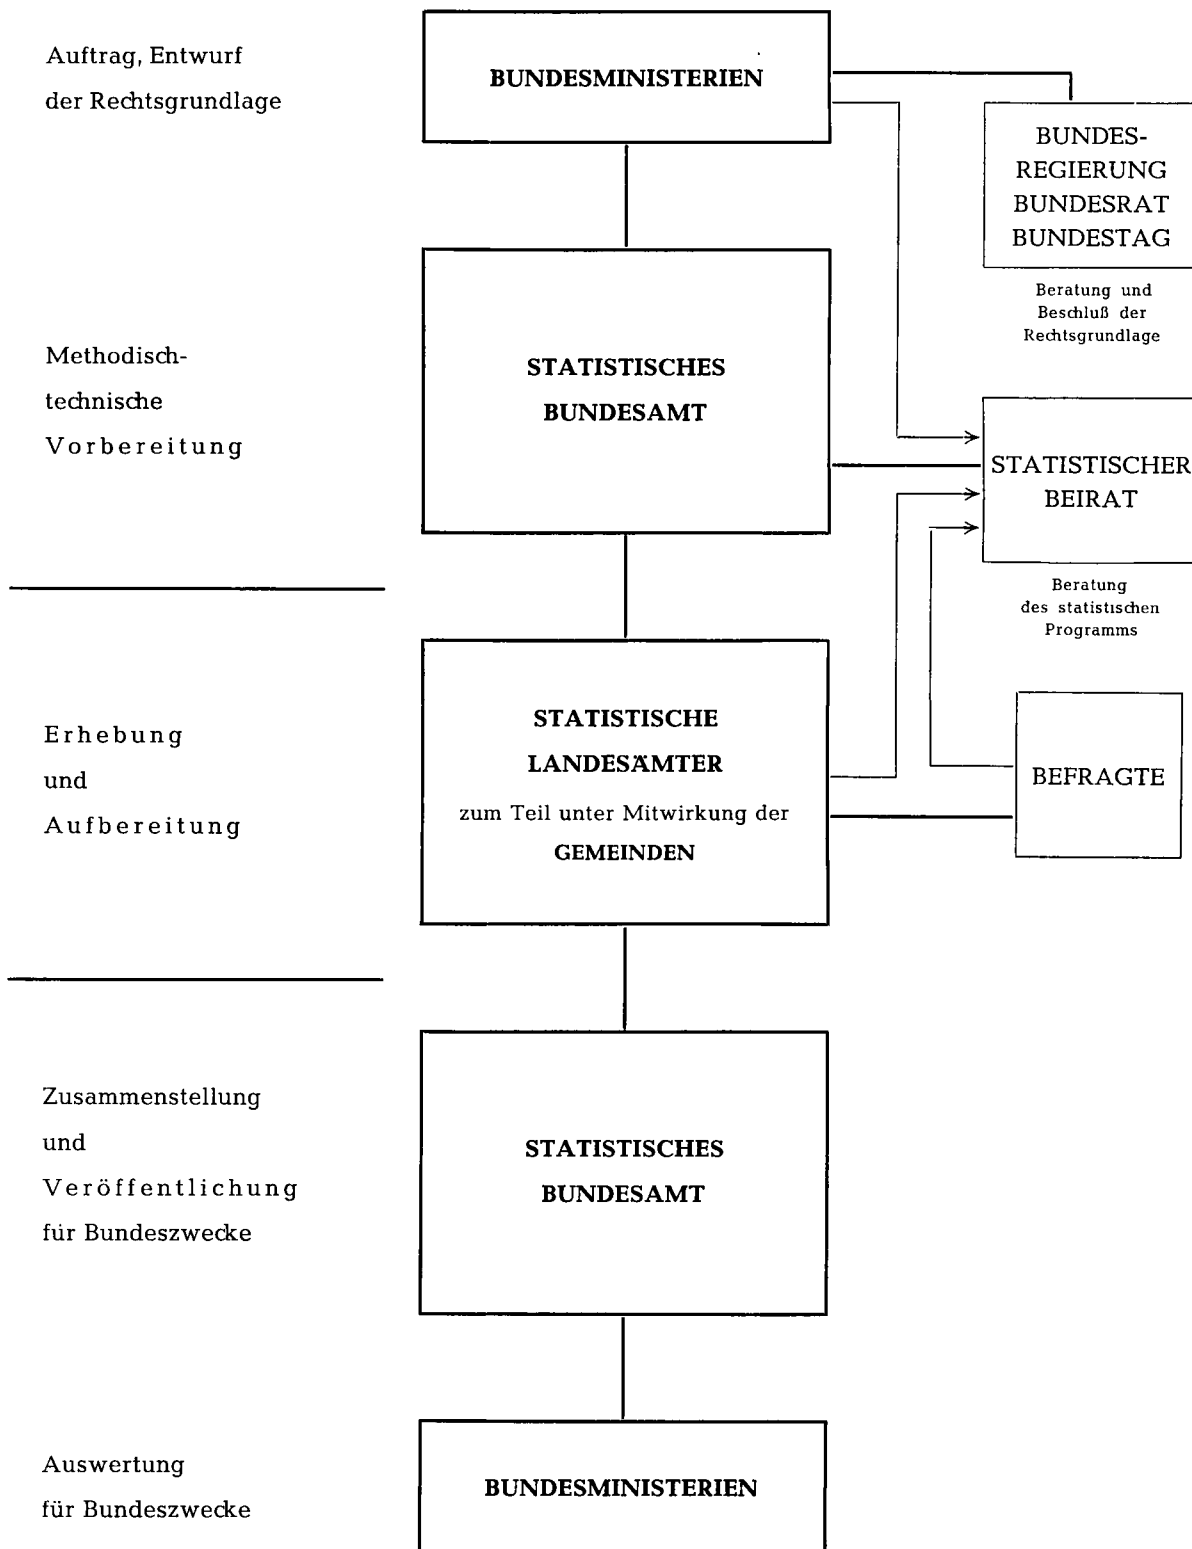 Auftrag, Entwurf
der Rechtsgrundlage
BUNDESMINISTERIEN
BUNDES-
REGIERUNG
BUNDESRAT
BUNDESTAG
Beratung und
Beschluß der
Rechtsgrundlage
Methodisch-
technische
Vorbereitung
STATISTISCHES
BUNDESAMT
STATISTISCHER
BEIRAT
Beratung
des statistischen
Programms
Erhebung
und
Aufbereitung
STATISTISCHE
LANDESÄMTER
zum Teil unter Mitwirkung der
GEMEINDEN
BEFRAGTE
Zusammenstellung
und
Veröffentlichung
für Bundeszwecke
STATISTISCHES
BUNDESAMT
Auswertung
für Bundeszwecke
BUNDESMINISTERIEN